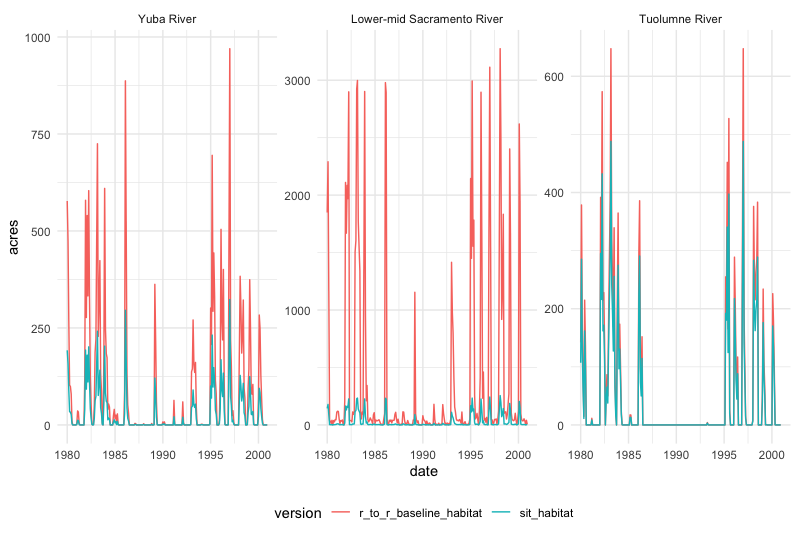 Yuba River
Lower-mid Sacramento River
Tuolumne River
acres
1000
750
500
250
0
3000
2000
1000
0
600
400
200
0
1980 1985 1990 1995 2000
1980 1985 1990 1995 2000
1980 1985 1990 1995 2000
date
version r_to_r_baseline_habitat sit_habitat